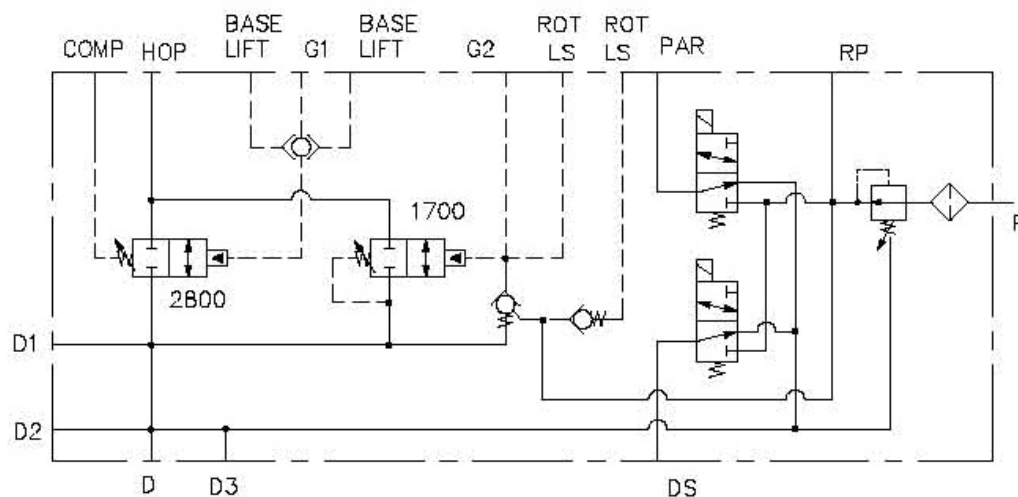 COMP
HOP
BASE
LIFT
G1
BASE
LIFT
G2
ROT
LS
ROT
LS
PAR
RP
1700
2800
D1
D2
D
D3
DS